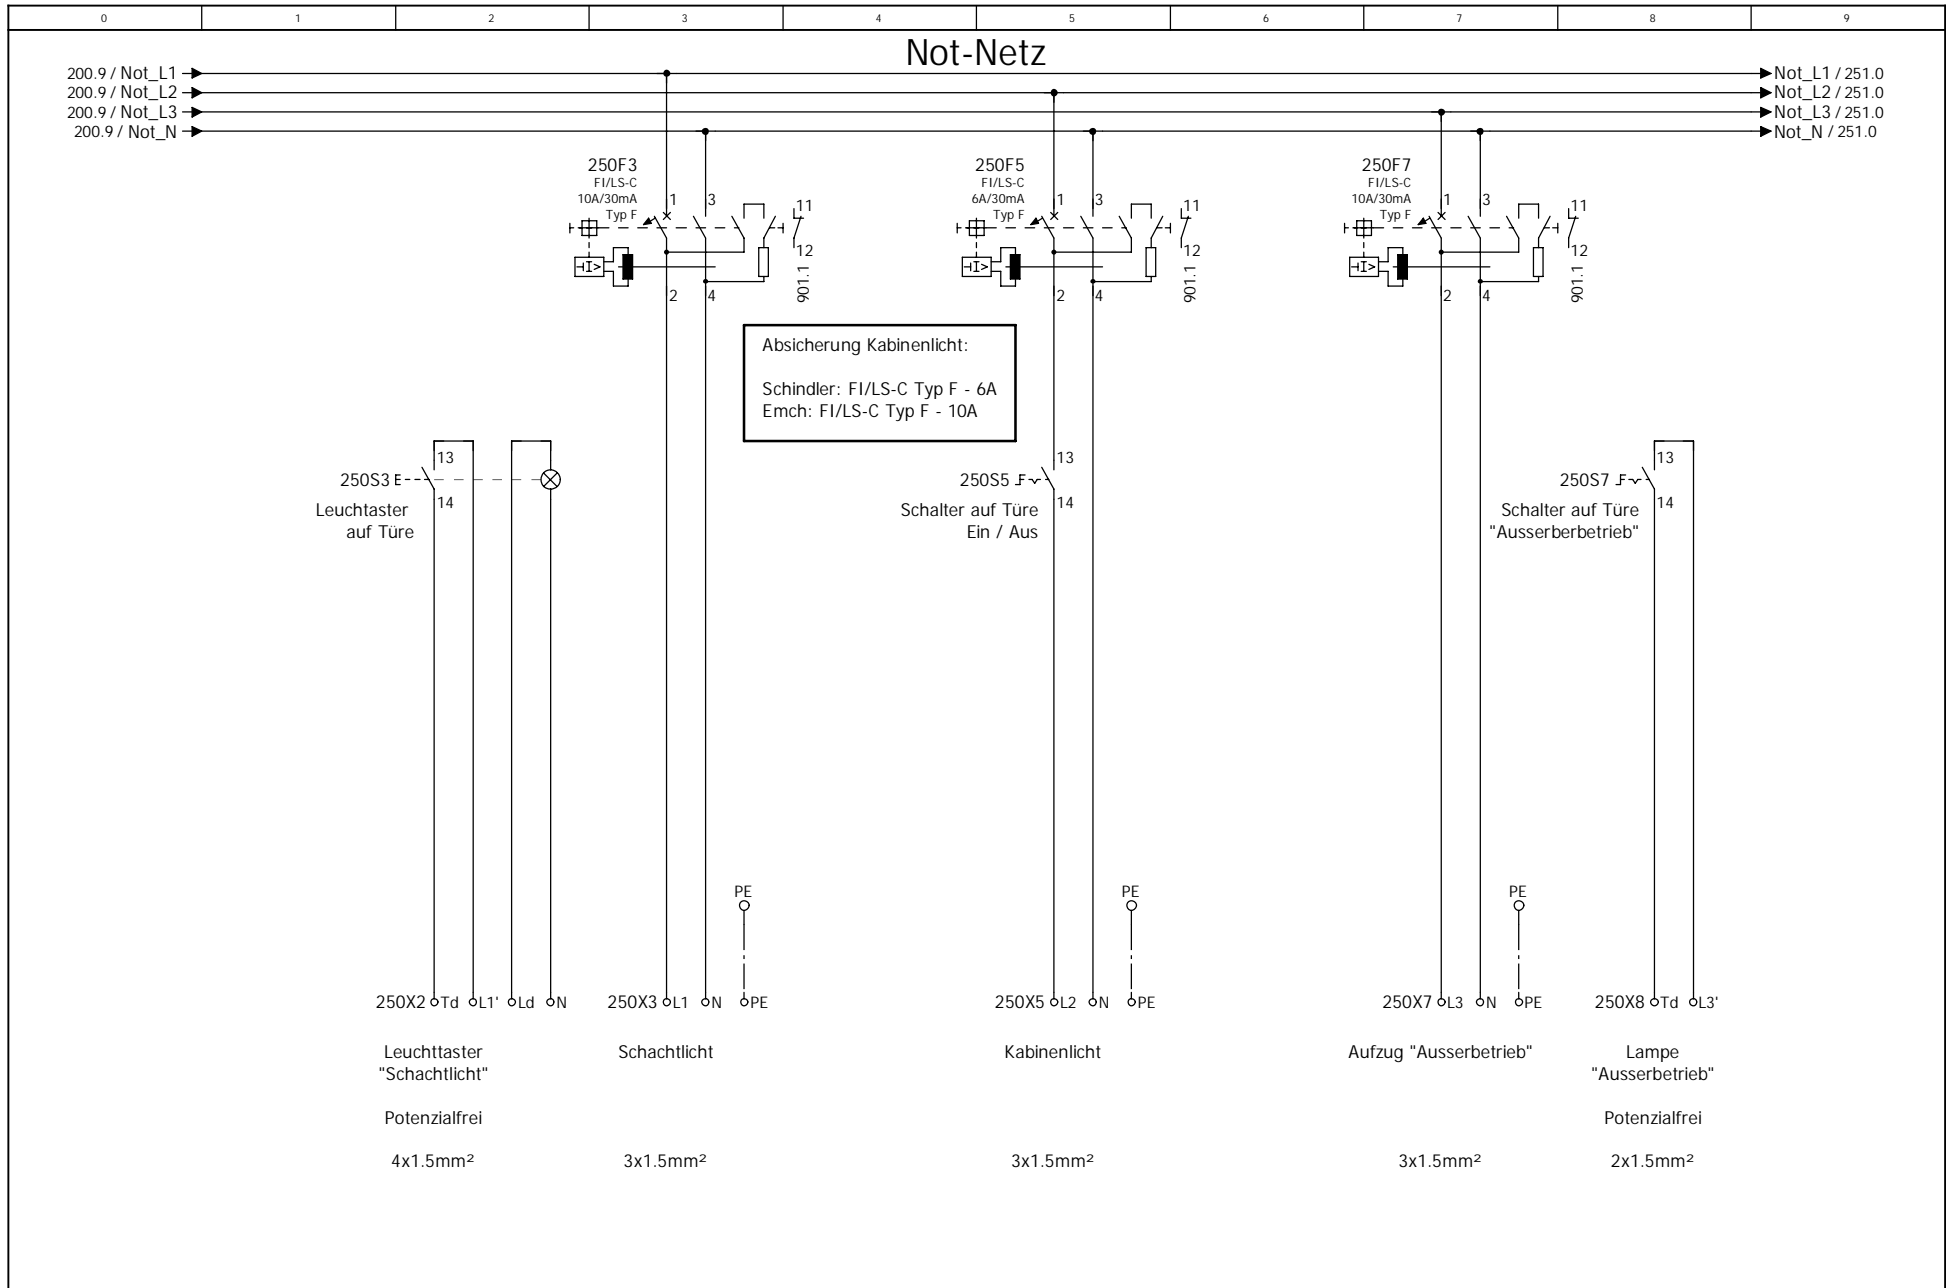 0 1 2 3 4 5 6 7 8 9
Not-Netz
200.9 / Not_L1
200.9 / Not_L2
200.9 / Not_L3
200.9 / Not_N
Not_L1 / 251.0
Not_L2 / 251.0
Not_L3 / 251.0
Not_N / 251.0
250F3
FI/LS-C
10A/30mA
Typ F
1
3
11
I>
12
2
4
901.1
250F5
FI/LS-C
6A/30mA
Typ F
1
3
11
I>
12
2
4
901.1
250F7
FI/LS-C
10A/30mA
Typ F
1
3
11
I>
12
2
4
901.1
Absicherung Kabinenlicht:
Schindler: FI/LS-C Typ F - 6A
Emch: FI/LS-C Typ F - 10A
250S3
13
14
Leuchtaster
auf Türe
250S5
13
14
Schalter auf Türe
Ein / Aus
250S7
13
14
Schalter auf Türe
"Ausserberbetrieb"
PE
PE
PE
250X2 Td L1' Ld N
250X3 L1 N PE
250X5 L2 N PE
250X7 L3 N PE
250X8 Td L3'
Leuchttaster
"Schachtlicht"
Potenzialfrei
4x1.5mm²
Schachtlicht
3x1.5mm²
Kabinenlicht
3x1.5mm²
Aufzug "Ausserbetrieb"
3x1.5mm²
Lampe
"Ausserbetrieb"
Potenzialfrei
2x1.5mm²